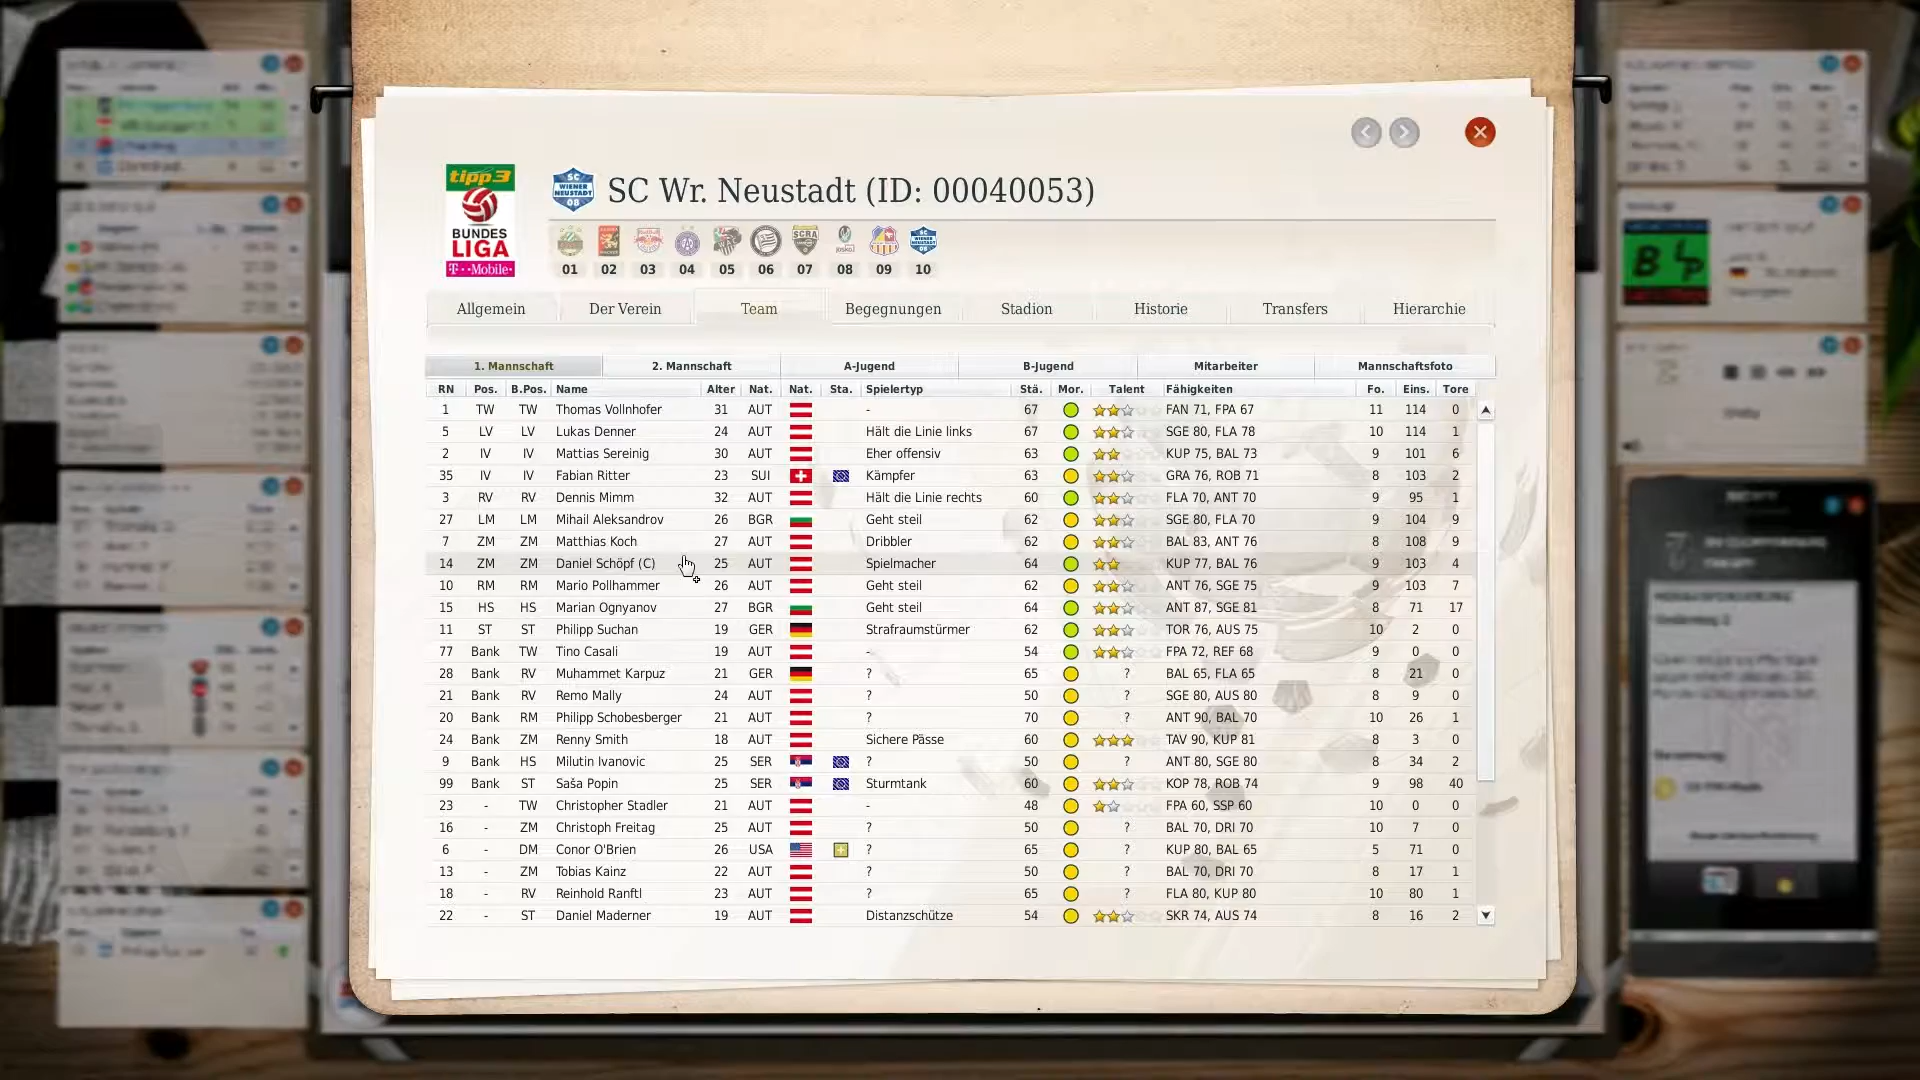 tipp3
BUNDES
LIGA
T··Mobile·
SC
WIENER
NEUSTADT
08
SC Wr. Neustadt (ID: 00040053)
01 02 03 04 05 06 07 08 09 10
Allgemein Der Verein Team Begegnungen Stadion Historie Transfers Hierarchie
1. Mannschaft 2. Mannschaft A-Jugend B-Jugend Mitarbeiter Mannschaftsfoto
RN Pos. B.Pos. Name Alter Nat. Nat. Sta. Spielertyp Stä. Mor. Talent Fähigkeiten Fo. Eins. Tore
1 TW TW Thomas Vollnhofer 31 AUT - 67 FAN 71, FPA 67 11 114 0
5 LV LV Lukas Denner 24 AUT Hält die Linie links 67 SGE 80, FLA 78 10 114 1
2 IV IV Mattias Sereinig 30 AUT Eher offensiv 63 KUP 75, BAL 73 9 101 6
35 IV IV Fabian Ritter 23 SUI Kämpfer 63 GRA 76, ROB 71 8 103 2
3 RV RV Dennis Mimm 32 AUT Hält die Linie rechts 60 FLA 70, ANT 70 9 95 1
27 LM LM Mihail Aleksandrov 26 BGR Geht steil 62 SGE 80, FLA 70 9 104 9
7 ZM ZM Matthias Koch 27 AUT Dribbler 62 BAL 83, ANT 76 8 108 9
14 ZM ZM Daniel Schöpf (C) 25 AUT Spielmacher 64 KUP 77, BAL 76 9 103 4
10 RM RM Mario Pollhammer 26 AUT Geht steil 62 ANT 76, SGE 75 9 103 7
15 HS HS Marian Ognyanov 27 BGR Geht steil 64 ANT 87, SGE 81 8 71 17
11 ST ST Philipp Suchan 19 GER Strafraumstürmer 62 TOR 76, AUS 75 10 2 0
77 Bank TW Tino Casali 19 AUT - 54 FPA 72, REF 68 9 0 0
28 Bank RV Muhammet Karpuz 21 GER ? 65 ? BAL 65, FLA 65 8 21 0
21 Bank RV Remo Mally 24 AUT ? 50 ? SGE 80, AUS 80 8 9 0
20 Bank RM Philipp Schobesberger 21 AUT ? 70 ? ANT 90, BAL 70 10 26 1
24 Bank ZM Renny Smith 18 AUT Sichere Pässe 60 TAV 90, KUP 81 8 3 0
9 Bank HS Milutin Ivanovic 25 SER ? 50 ? ANT 80, SGE 80 8 34 2
99 Bank ST Saša Popin 25 SER Sturmtank 60 KOP 78, ROB 74 9 98 40
23 - TW Christopher Stadler 21 AUT - 48 FPA 60, SSP 60 10 0 0
16 - ZM Christoph Freitag 25 AUT ? 50 ? BAL 70, DRI 70 10 7 0
6 - DM Conor O'Brien 26 USA ? 65 ? KUP 80, BAL 65 5 71 0
13 - ZM Tobias Kainz 22 AUT ? 50 ? BAL 70, DRI 70 8 17 1
18 - RV Reinhold Ranftl 23 AUT ? 65 ? FLA 80, KUP 80 10 80 1
22 - ST Daniel Maderner 19 AUT Distanzschütze 54 SKR 74, AUS 74 8 16 2